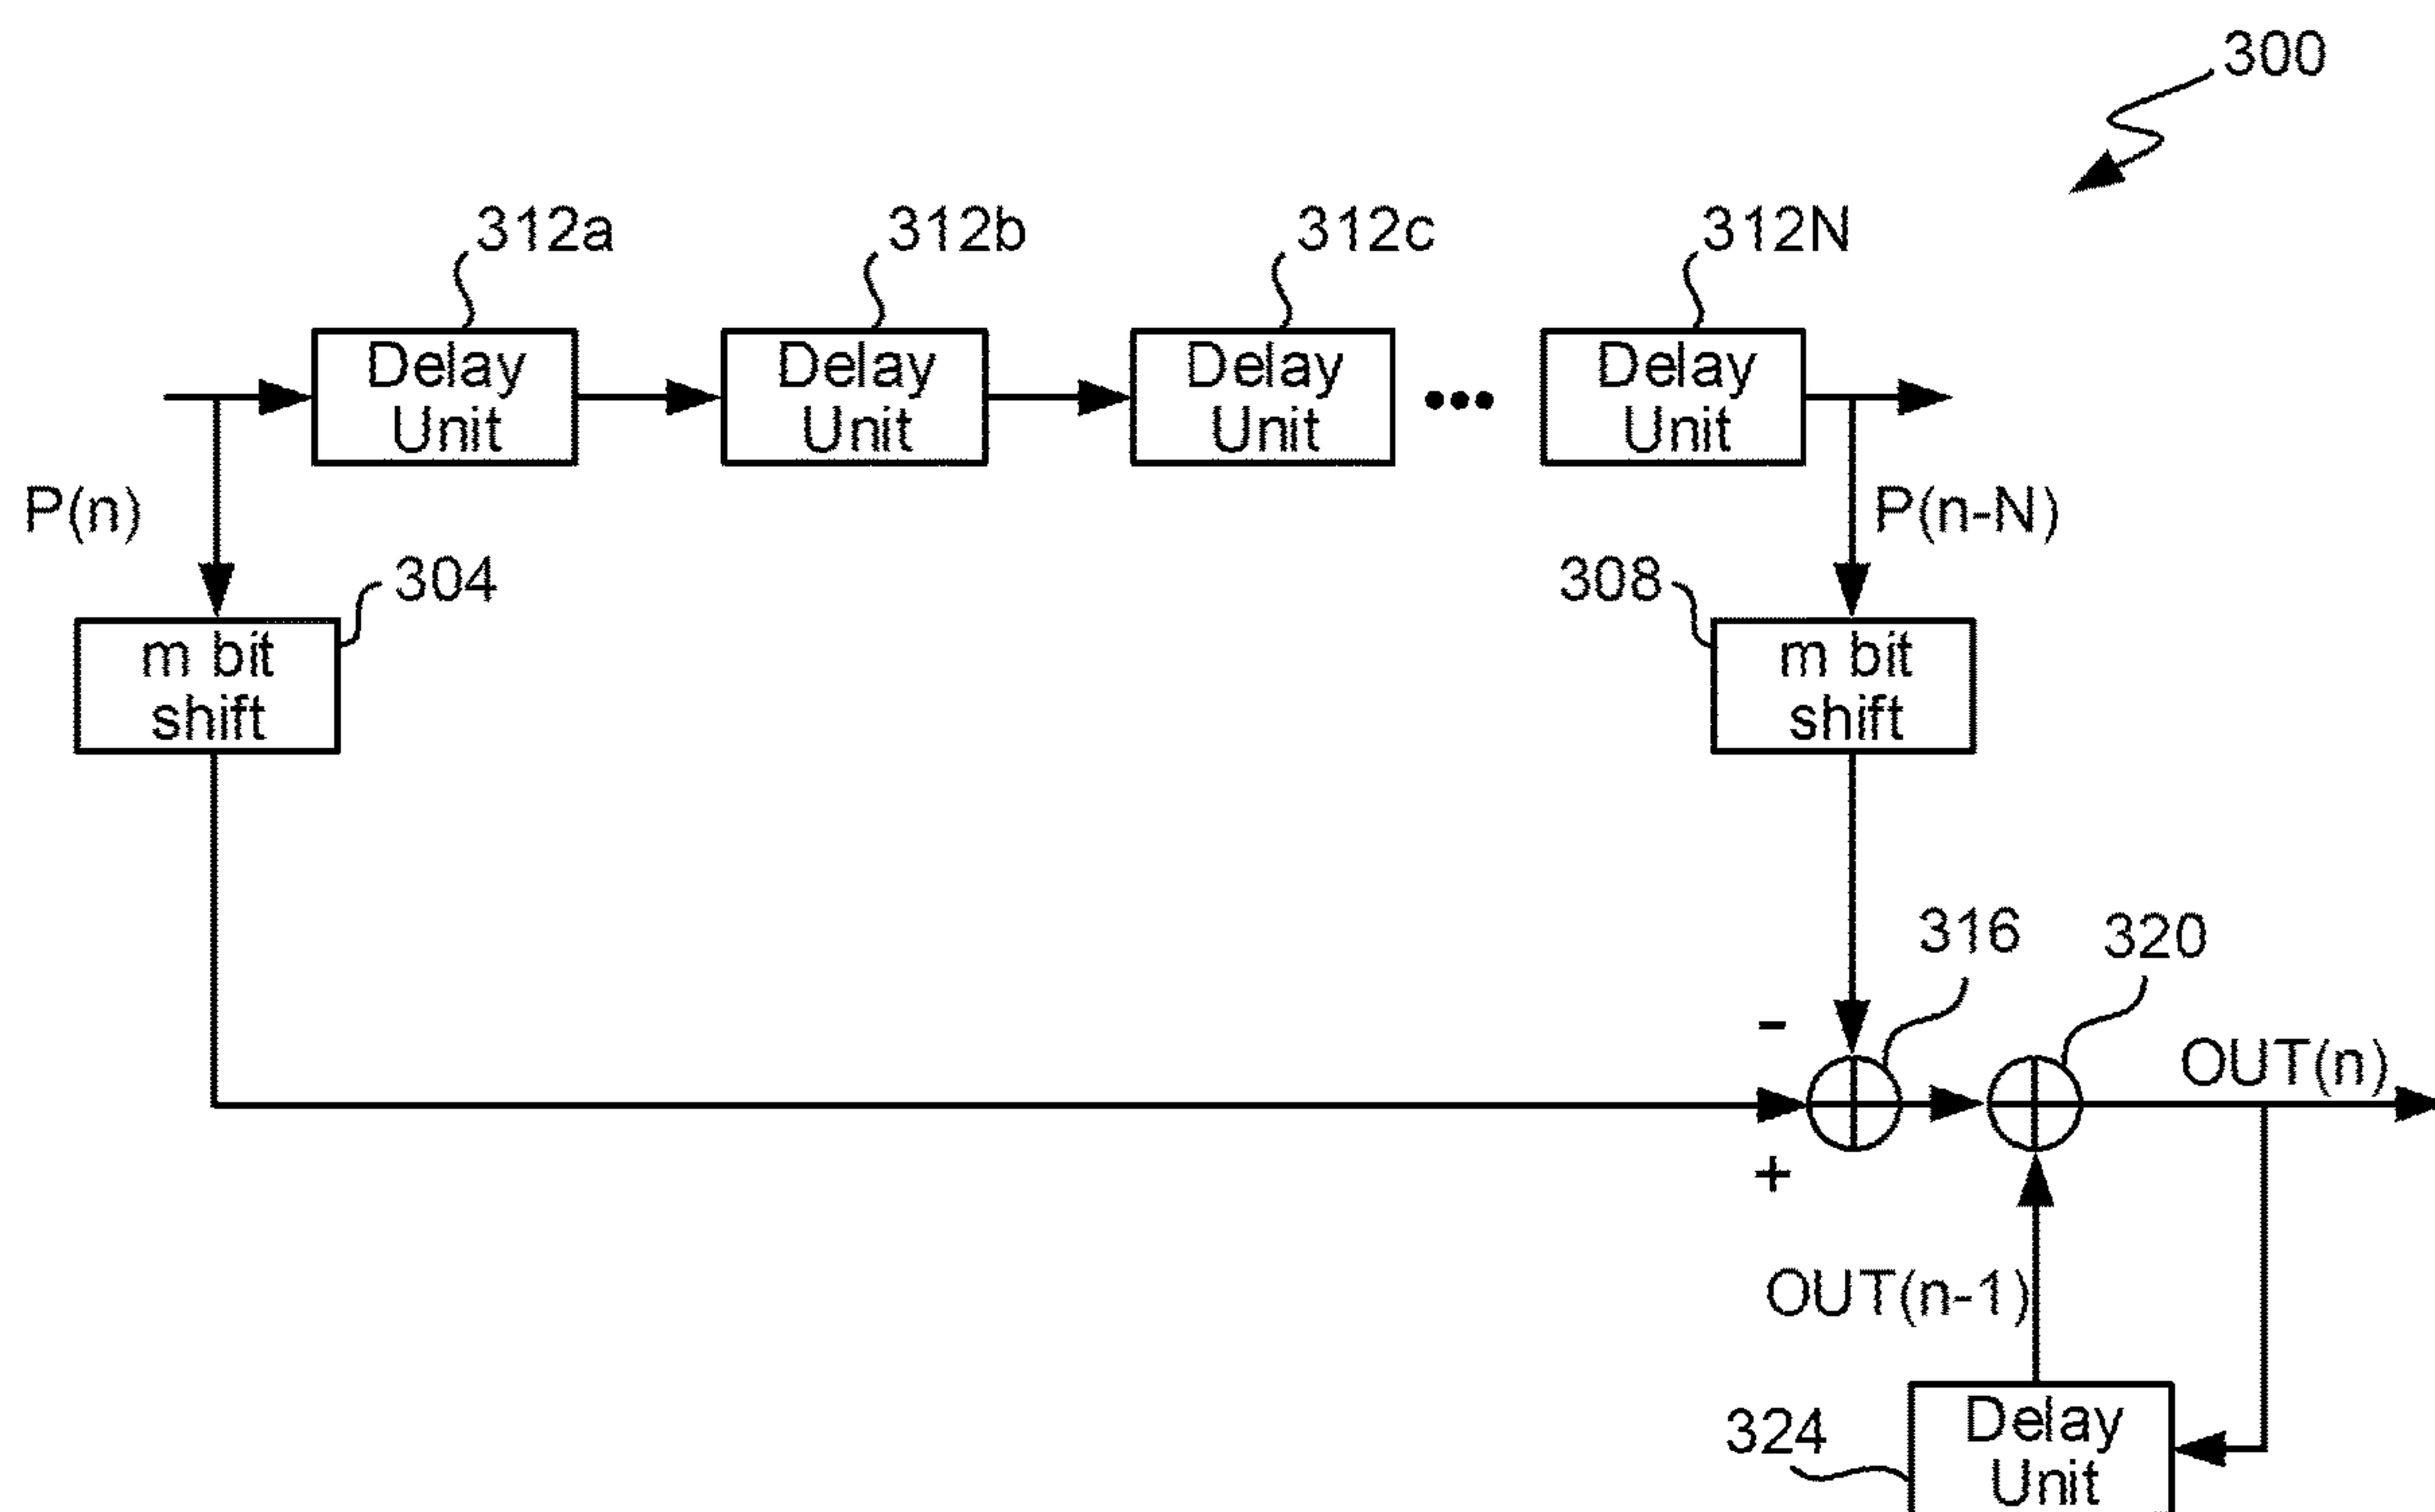 300
312a
312b
312c
312N
Delay
Unit
Delay
Unit
Delay
Unit
•••
Delay
Unit
P(n)
P(n-N)
304
308
m bit
shift
m bit
shift
316
320
-
+
OUT(n)
OUT(n-1)
324
Delay
Unit